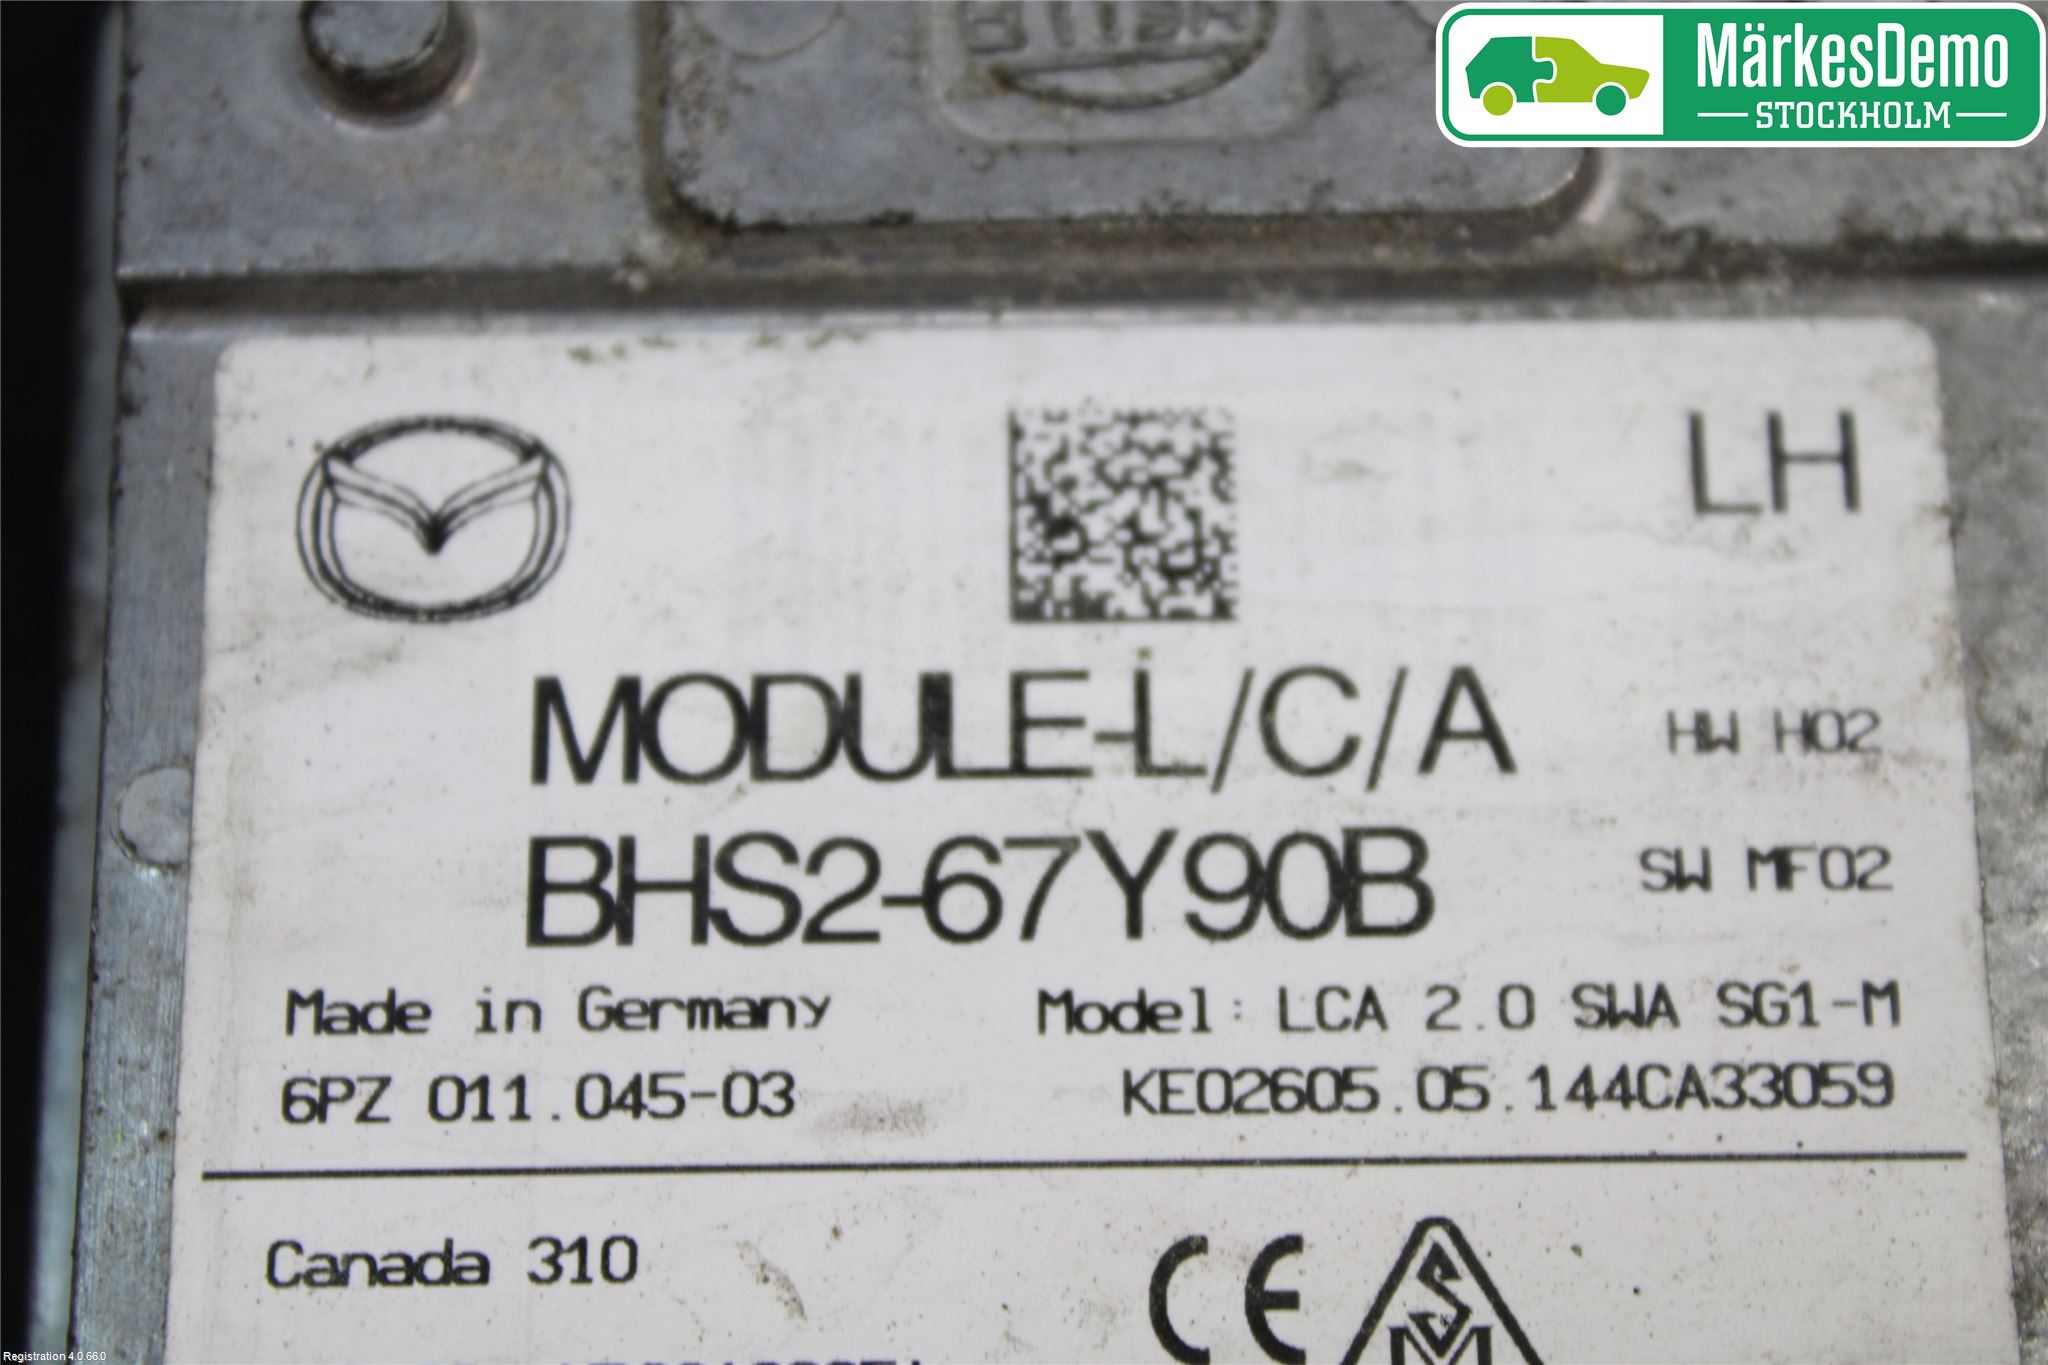 MärkesDemo
STOCKHOLM
LH
MODULE-L/C/A
HW H02
BHS2-67Y90B
SW MF02
Made in Germany
Model: LCA 2.0 SWA SG1-M
6PZ 011.045-03
KE02605.05.144CA33059
Canada 310
CE
Registration 4.0.66.0